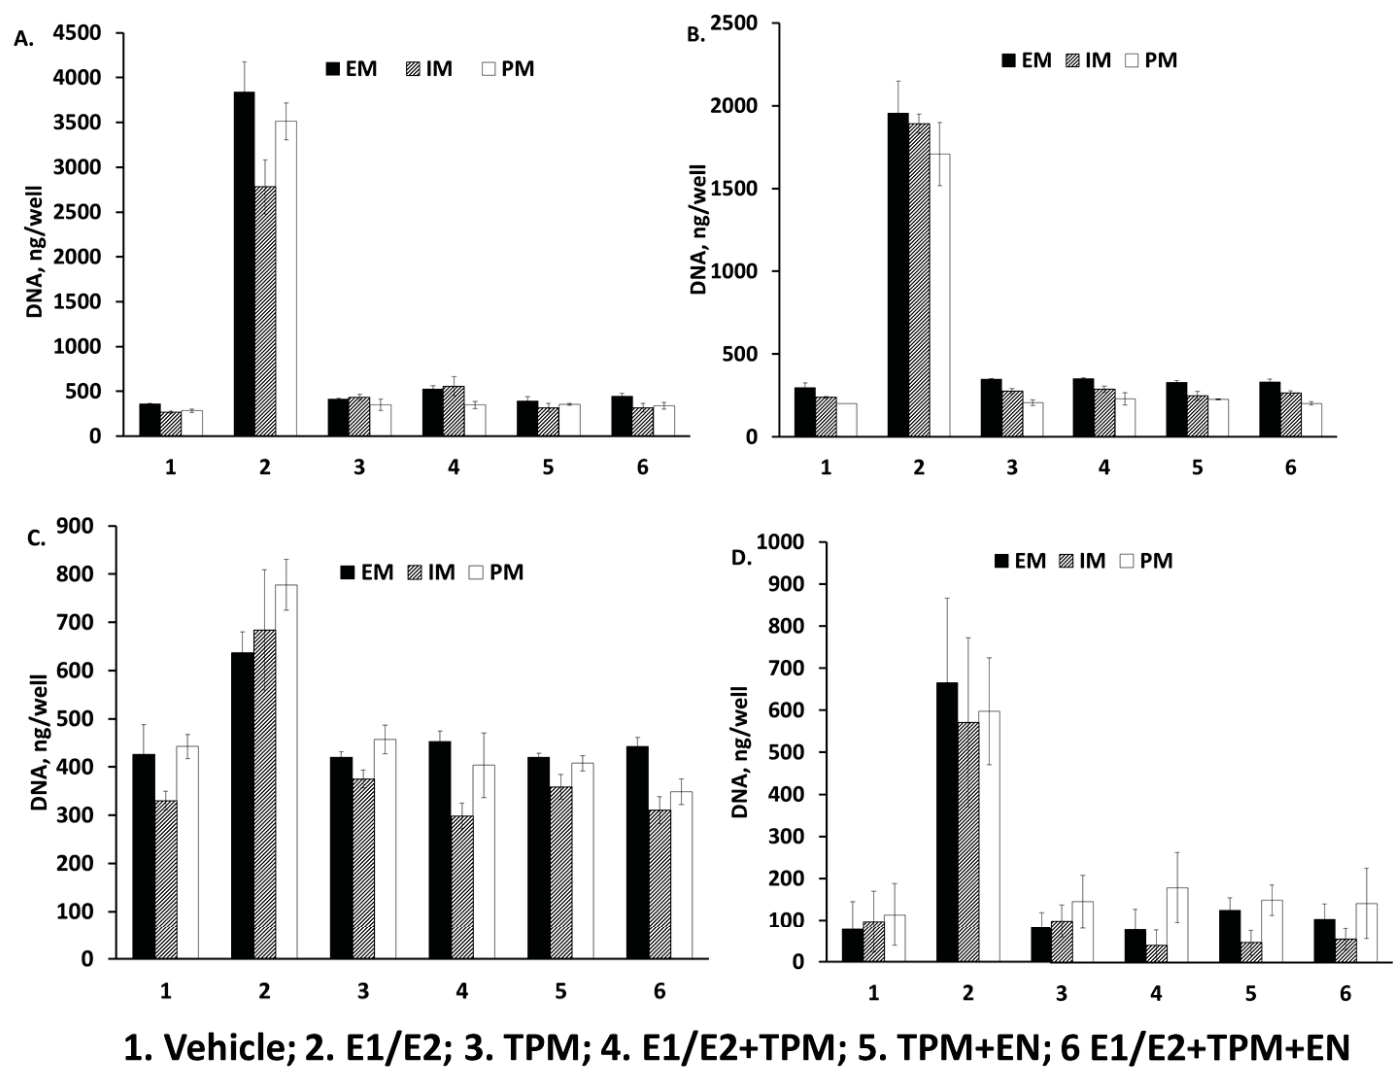 A.
4500
4000
3500
3000
2500
2000
1500
1000
500
0
DNA, ng/well
EM IM PM
1 2 3 4 5 6
B.
2500
2000
1500
1000
500
0
DNA, ng/well
EM IM PM
1 2 3 4 5 6
C.
900
800
700
600
500
400
300
200
100
0
DNA, ng/well
EM IM PM
1 2 3 4 5 6
D.
1000
900
800
700
600
500
400
300
200
100
0
DNA, ng/well
EM IM PM
1 2 3 4 5 6
1. Vehicle; 2. E1/E2; 3. TPM; 4. E1/E2+TPM; 5. TPM+EN; 6 E1/E2+TPM+EN